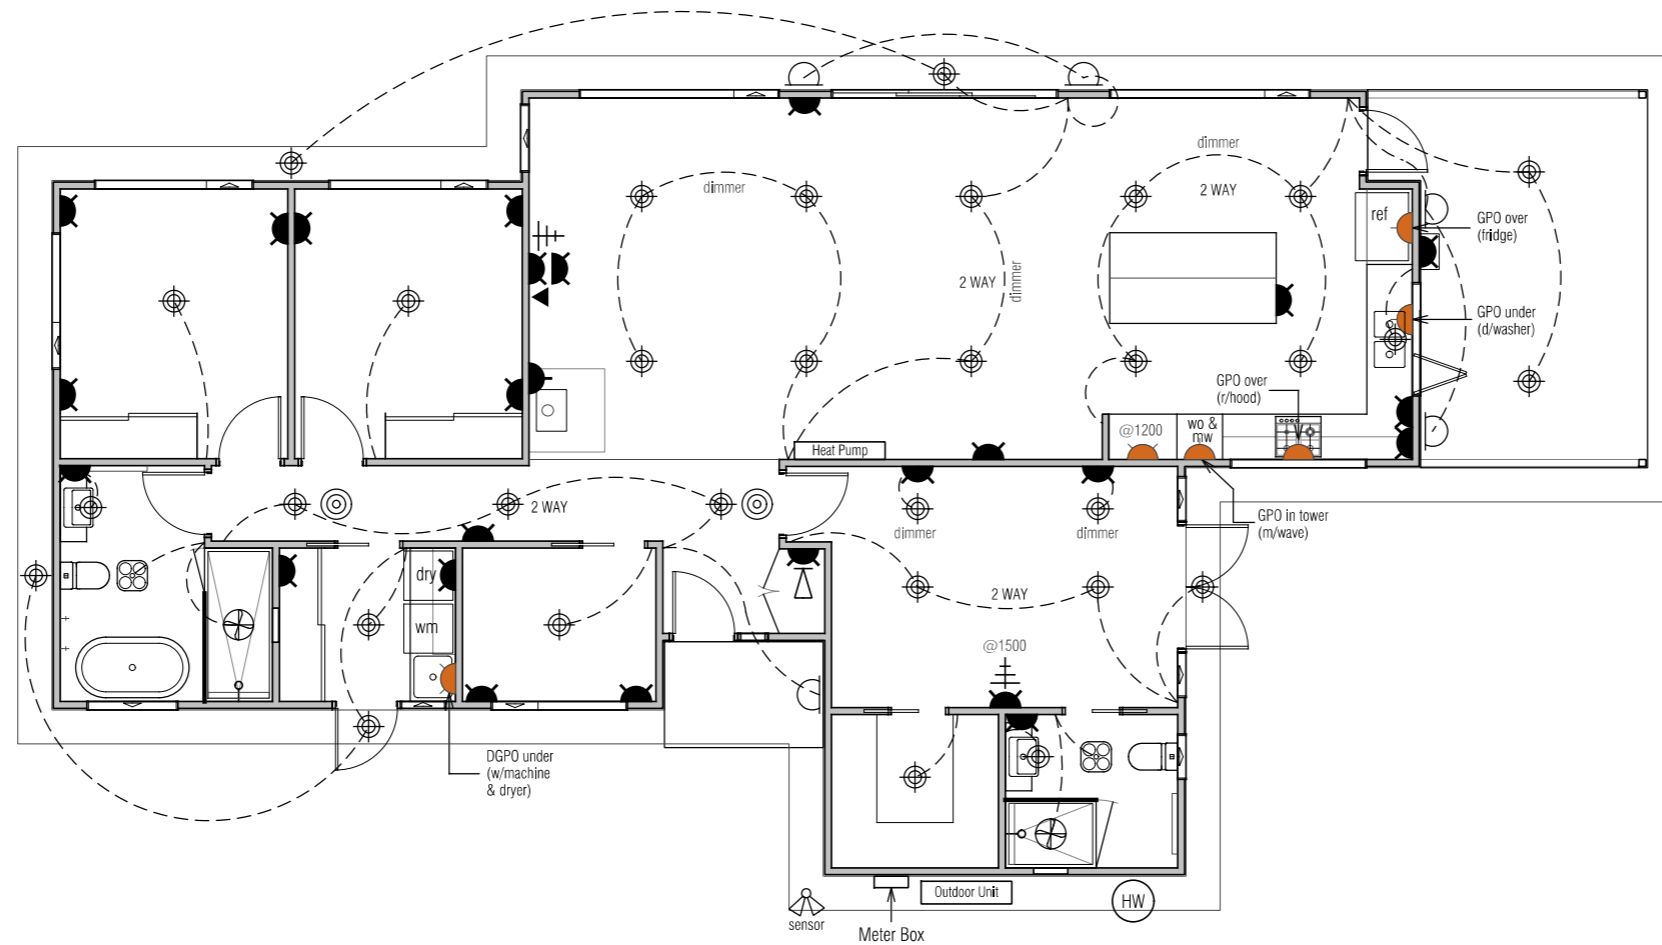 dimmer
dimmer
2 WAY
ref
GPO over
(fridge)
2 WAY
dimmer
GPO under
(d/washer)
GPO over
(r/hood)
@1200
wo &
mw
Heat Pump
2 WAY
dimmer
dimmer
GPO in tower
(m/wave)
dry
wm
2 WAY
@1500
DGPO under
(w/machine
& dryer)
Outdoor Unit
HW
sensor
Meter Box